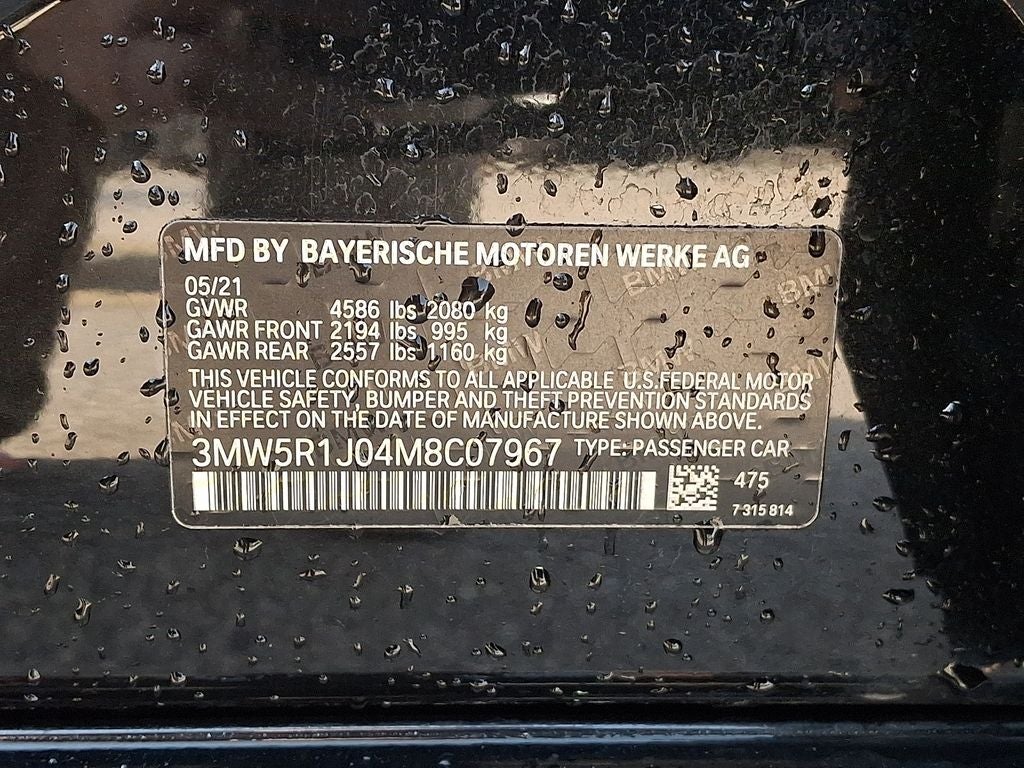 MFD BY BAYERISCHE MOTOREN WERKE AG
05/21
GVWR 4586 lbs 2080 kg
GAWR FRONT 2194 lbs 995 kg
GAWR REAR 2557 lbs 1160 kg
THIS VEHICLE CONFORMS TO ALL APPLICABLE U.S.FEDERAL MOTOR
VEHICLE SAFETY, BUMPER AND THEFT PREVENTION STANDARDS
IN EFFECT ON THE DATE OF MANUFACTURE SHOWN ABOVE.
3MW5R1J04M8C07967 TYPE: PASSENGER CAR
475
7 315 814